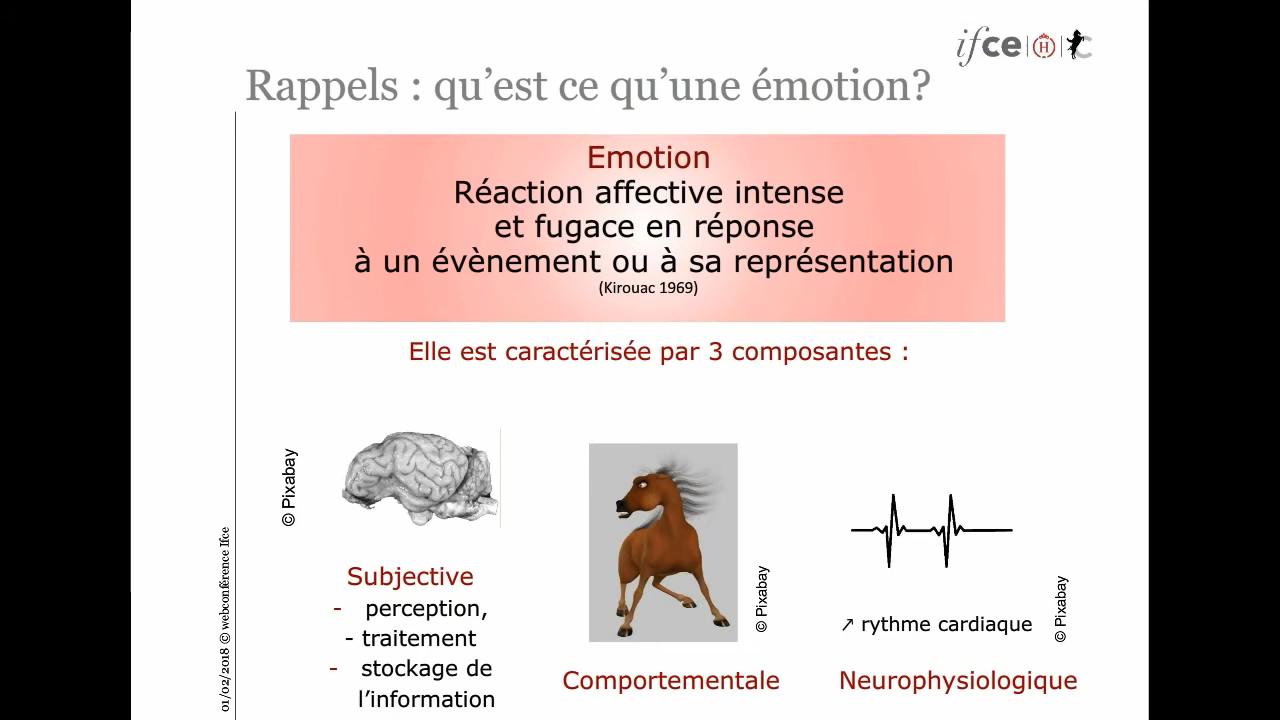 ifce
H
Rappels : qu’est ce qu’une émotion?
Emotion
Réaction affective intense
et fugace en réponse
à un évènement ou à sa représentation
(Kirouac 1969)
Elle est caractérisée par 3 composantes :
© Pixabay
Subjective
- perception,
- traitement
- stockage de
l’information
© Pixabay
Comportementale
↗ rythme cardiaque
© Pixabay
Neurophysiologique
01/02/2018 © webconférence Ifce